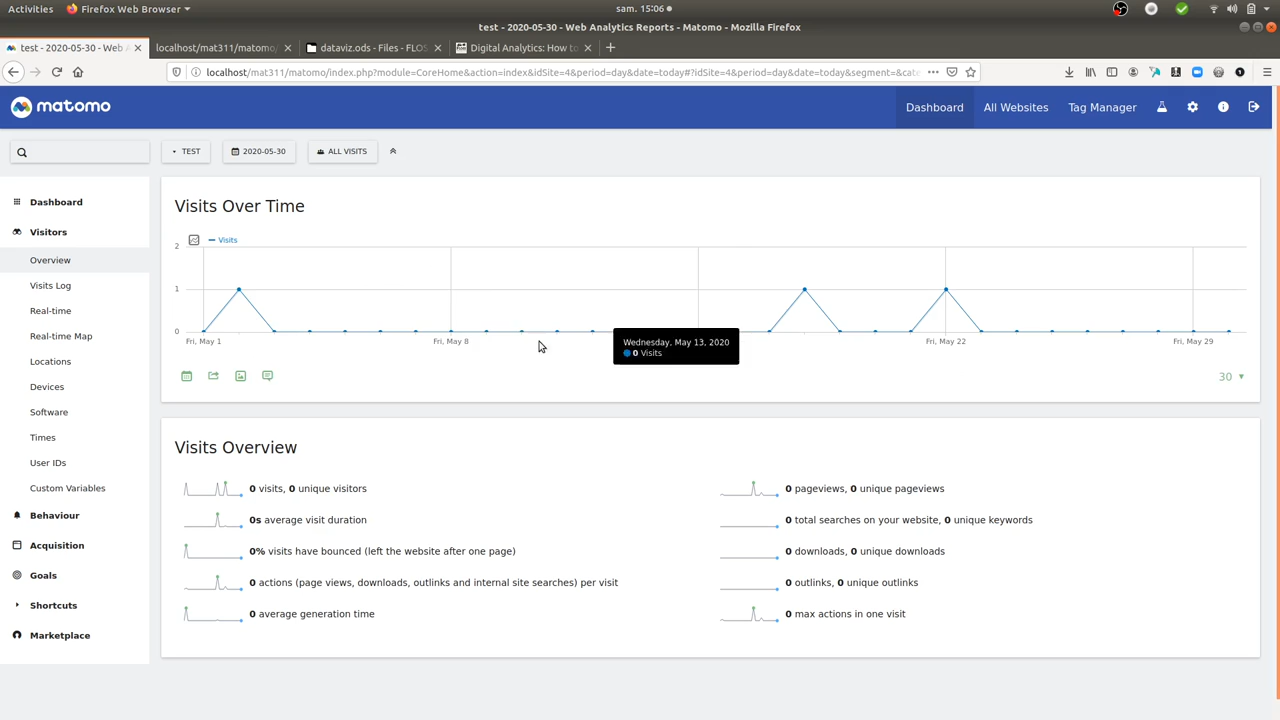 Activities
Firefox Web Browser
sam. 15:06
test - 2020-05-30 - Web Analytics Reports - Matomo - Mozilla Firefox
test - 2020-05-30 - Web A
localhost/mat311/matomo/
dataviz.ods - Files - FLOS
Digital Analytics: How to
localhost/mat311/matomo/index.php?module=CoreHome&action=index&idSite=4&period=day&date=today#?idSite=4&period=day&date=today&segment=&cate
matomo
Dashboard
All Websites
Tag Manager
TEST
2020-05-30
ALL VISITS
Dashboard
Visitors
Overview
Visits Log
Real-time
Real-time Map
Locations
Devices
Software
Times
User IDs
Custom Variables
Behaviour
Acquisition
Goals
Shortcuts
Marketplace
Visits Over Time
Visits
2
1
0
Fri, May 1
Fri, May 8
Fri, May 22
Fri, May 29
Wednesday, May 13, 2020
0 Visits
30
Visits Overview
0 visits, 0 unique visitors
0s average visit duration
0% visits have bounced (left the website after one page)
0 actions (page views, downloads, outlinks and internal site searches) per visit
0 average generation time
0 pageviews, 0 unique pageviews
0 total searches on your website, 0 unique keywords
0 downloads, 0 unique downloads
0 outlinks, 0 unique outlinks
0 max actions in one visit